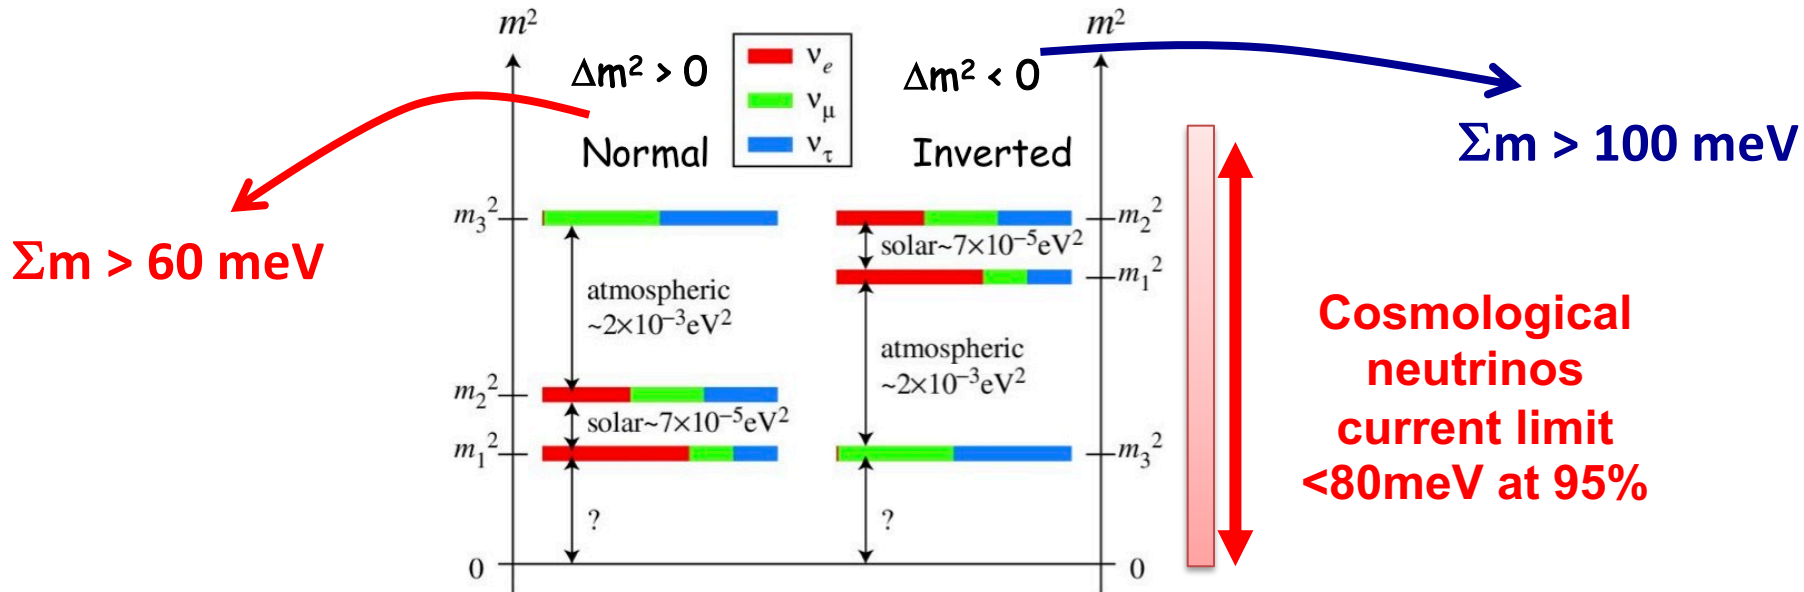 m²
Δm² > 0
Normal
νₑ
ν_μ
ν_τ
Δm² < 0
Inverted
m²
Σm > 100 meV
Σm > 60 meV
m₃²
m₂²
m₁²
0
atmospheric
~2×10⁻³eV²
solar~7×10⁻⁵eV²
?
solar~7×10⁻⁵eV²
atmospheric
~2×10⁻³eV²
?
m₂²
m₁²
m₃²
0
Cosmological
neutrinos
current limit
<80meV at 95%